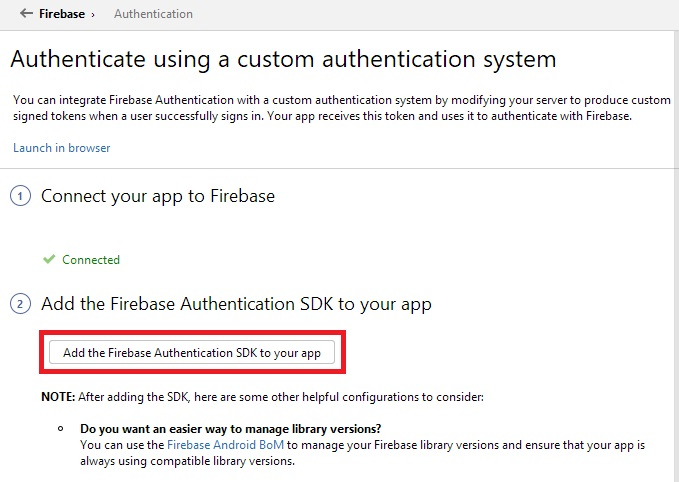 Firebase › Authentication
Authenticate using a custom authentication system
You can integrate Firebase Authentication with a custom authentication system by modifying your server to produce custom
signed tokens when a user successfully signs in. Your app receives this token and uses it to authenticate with Firebase.
Launch in browser
1 Connect your app to Firebase
Connected
2 Add the Firebase Authentication SDK to your app
Add the Firebase Authentication SDK to your app
NOTE: After adding the SDK, here are some other helpful configurations to consider:
Do you want an easier way to manage library versions?
You can use the Firebase Android BoM to manage your Firebase library versions and ensure that your app is
always using compatible library versions.